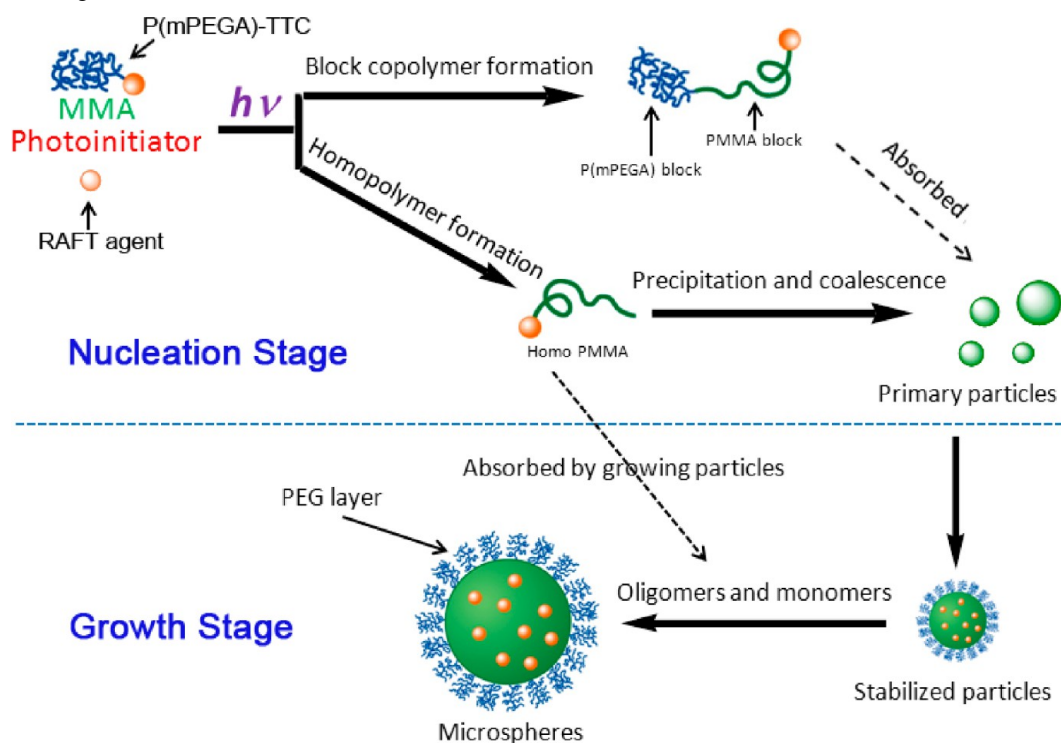 P(mPEGA)-TTC
MMA
Photoinitiator
RAFT agent
hν
Block copolymer formation
P(mPEGA) block
PMMA block
Absorbed
Homopolymer formation
Homo PMMA
Precipitation and coalescence
Primary particles
Nucleation Stage
Absorbed by growing particles
PEG layer
Oligomers and monomers
Growth Stage
Stabilized particles
Microspheres